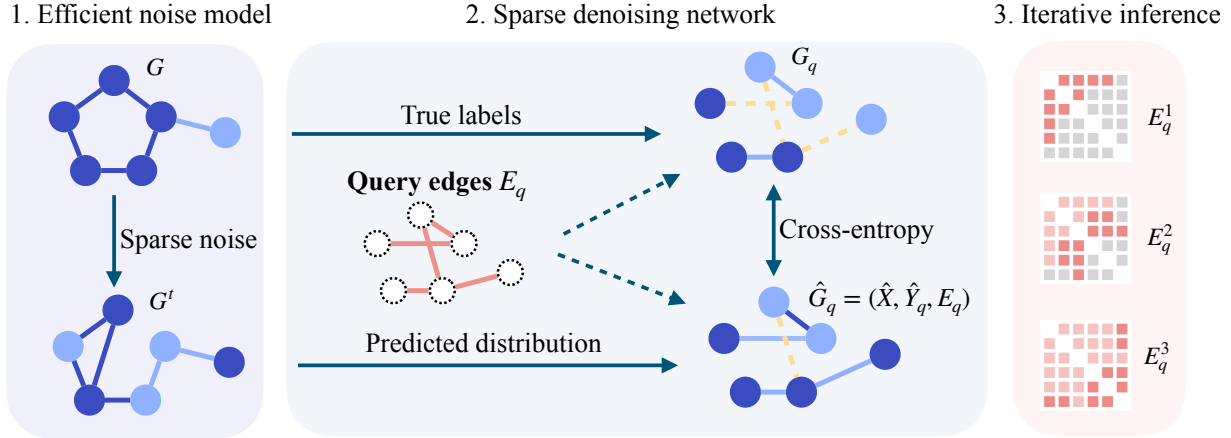 1. Efficient noise model
2. Sparse denoising network
3. Iterative inference
G
Sparse noise
G^t
True labels
Query edges E_q
Predicted distribution
G_q
Cross-entropy
Ĝ_q = (X̂, Ŷ_q, E_q)
E_q^1
E_q^2
E_q^3